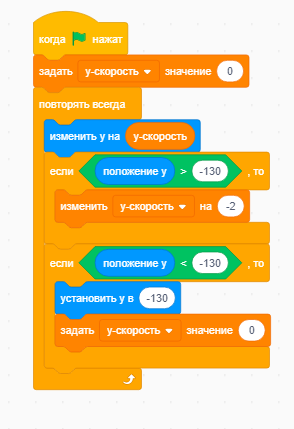 когда нажат
задать у-скорость значение 0
повторять всегда
изменить y на у-скорость
если положение y > -130 , то
изменить у-скорость на -2
если положение y < -130 , то
установить y в -130
задать у-скорость значение 0